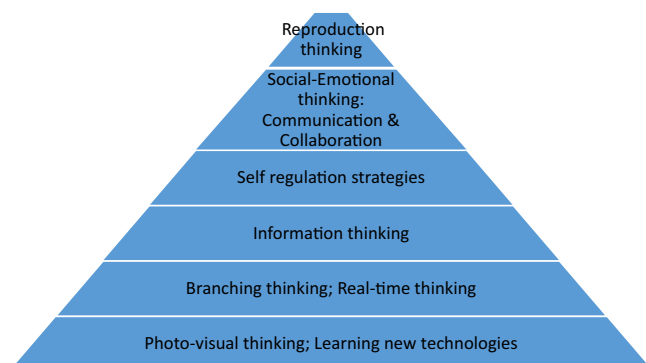 Reproduction
thinking
Social-Emotional
thinking:
Communication &
Collaboration
Self regulation strategies
Information thinking
Branching thinking; Real-time thinking
Photo-visual thinking; Learning new technologies